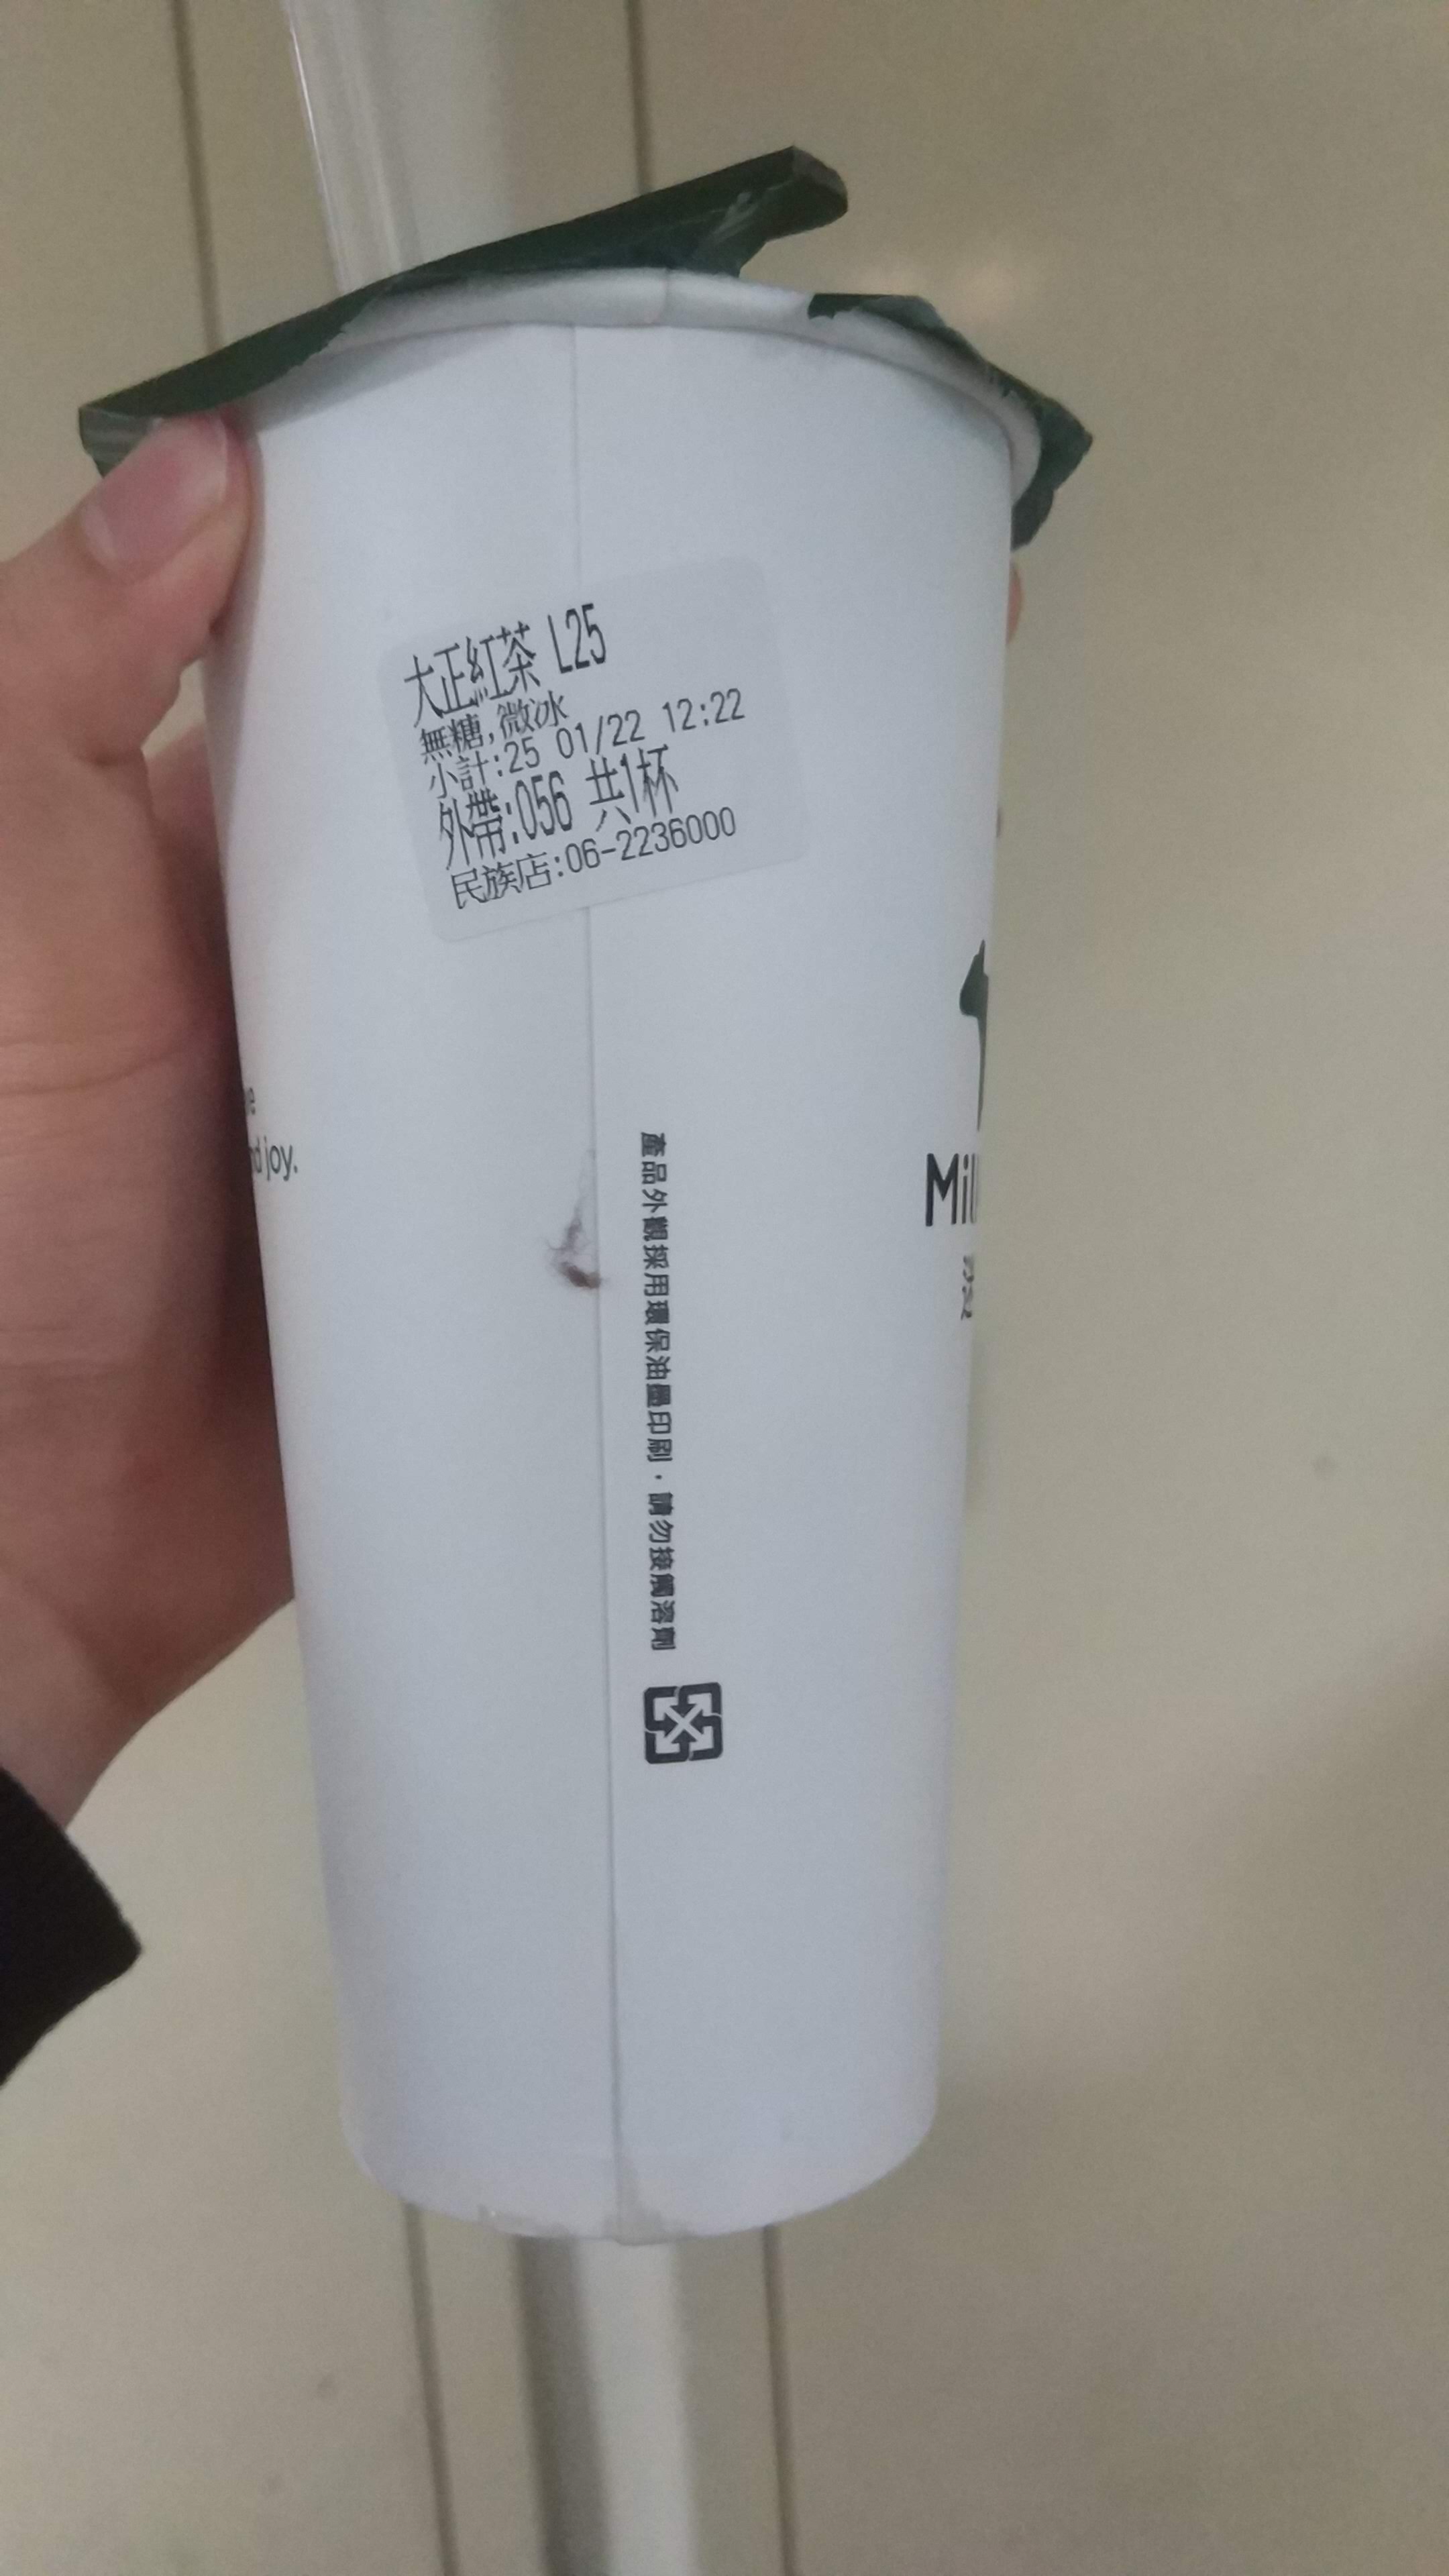 大正紅茶 L25
無糖,微冰
小計:25 01/22 12:22
外帶:056 共1杯
民族店:06-2236000
joy.
產品外觀採用環保油墨印刷，請勿接觸溶劑
Mil